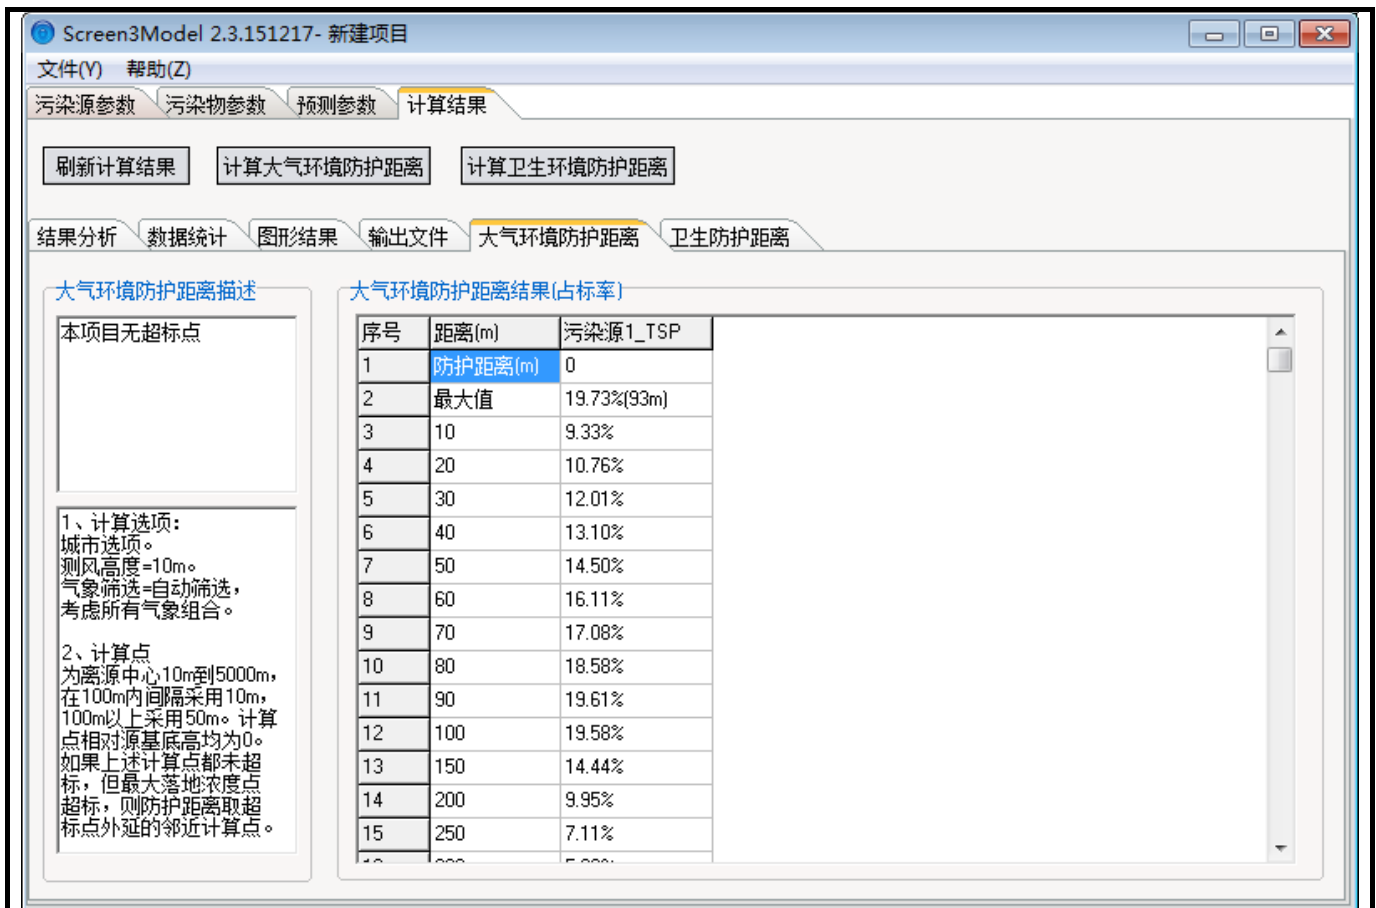 Screen3Model 2.3.151217- 新建项目
文件(Y) 帮助(Z)
污染源参数 污染物参数 预测参数 计算结果
刷新计算结果 计算大气环境防护距离 计算卫生环境防护距离
结果分析 数据统计 图形结果 输出文件 大气环境防护距离 卫生防护距离
大气环境防护距离描述
本项目无超标点
1、计算选项：
城市选项。
测风高度=10m。
气象筛选=自动筛选，
考虑所有气象组合。
2、计算点
为离源中心10m到5000m，
在100m内间隔采用10m，
100m以上采用50m。计算
点相对源基底高均为0。
如果上述计算点都未超
标，但最大落地浓度点
超标，则防护距离取超
标点外延的邻近计算点。
大气环境防护距离结果(占标率)
序号 距离(m) 污染源1_TSP
1 防护距离(m) 0
2 最大值 19.73%(93m)
3 10 9.33%
4 20 10.76%
5 30 12.01%
6 40 13.10%
7 50 14.50%
8 60 16.11%
9 70 17.08%
10 80 18.58%
11 90 19.61%
12 100 19.58%
13 150 14.44%
14 200 9.95%
15 250 7.11%